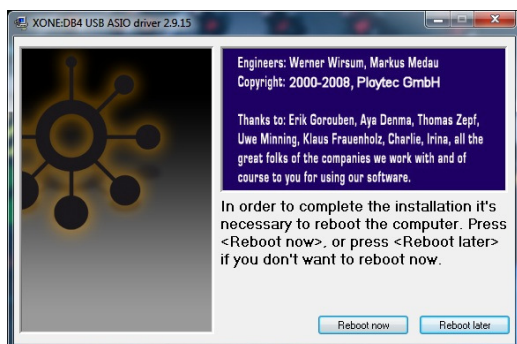 XONE:DB4 USB ASIO driver 2.9.15
Engineers: Werner Wirsum, Markus Medau
Copyright: 2000-2008, Ploytec GmbH
Thanks to: Erik Gorouben, Aya Denma, Thomas Zepf,
Uwe Minning, Klaus Frauenholz, Charlie, Irina, all the
great folks of the companies we work with and of
course to you for using our software.
In order to complete the installation it's
necessary to reboot the computer. Press
<Reboot now>, or press <Reboot later>
if you don't want to reboot now.
Reboot now
Reboot later